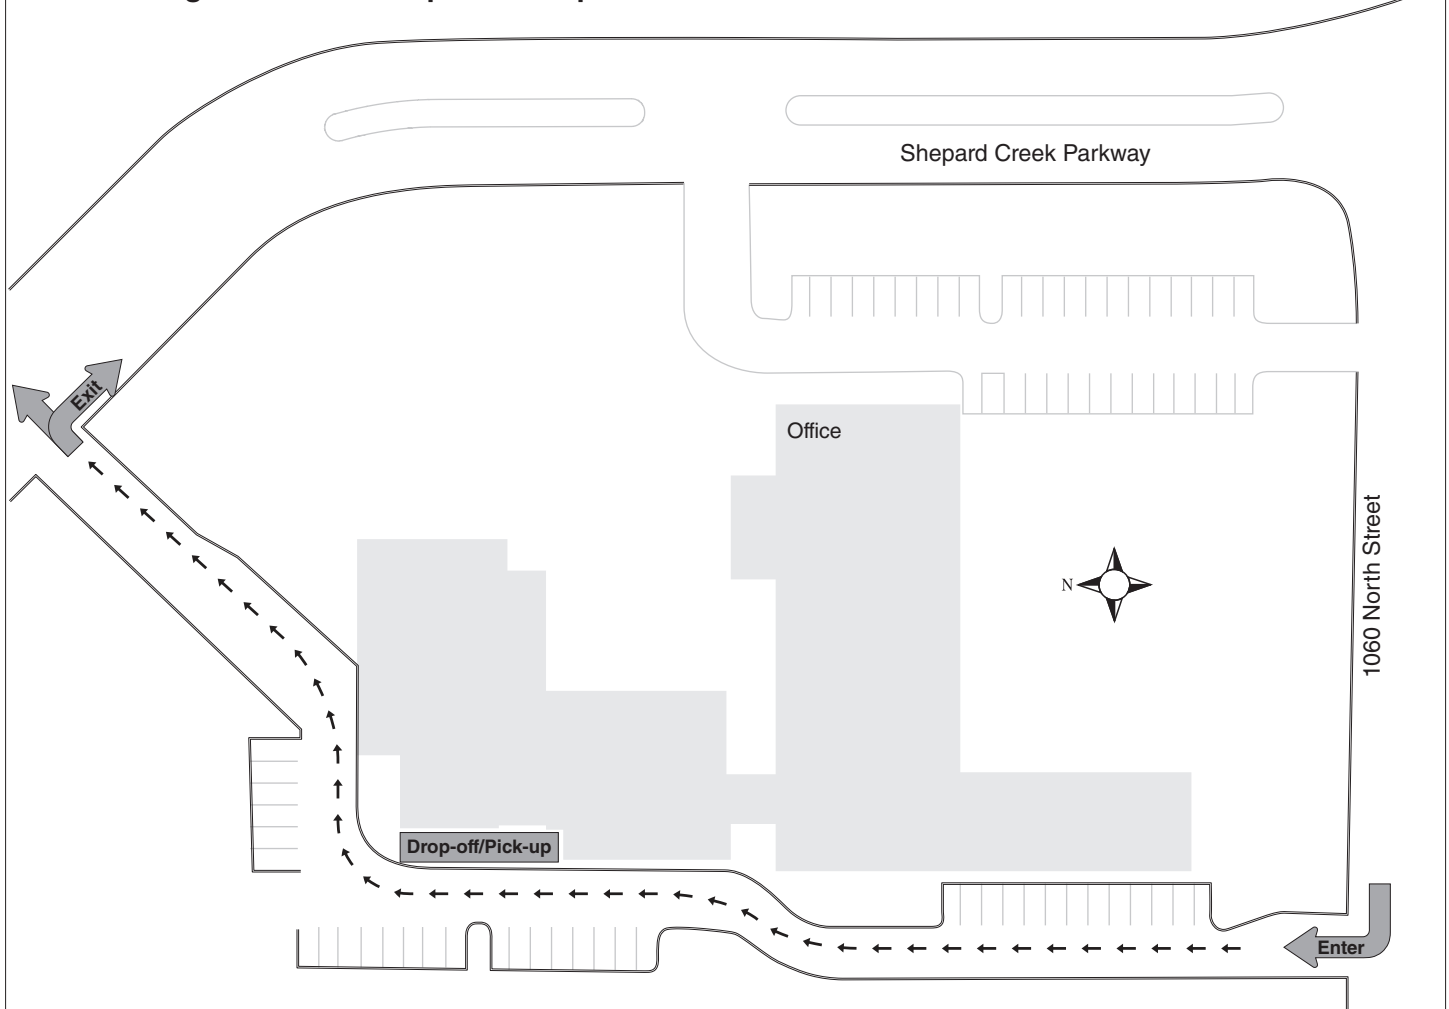 Shepard Creek Parkway
Exit
Office
N
1060 North Street
Drop-off/Pick-up
Enter